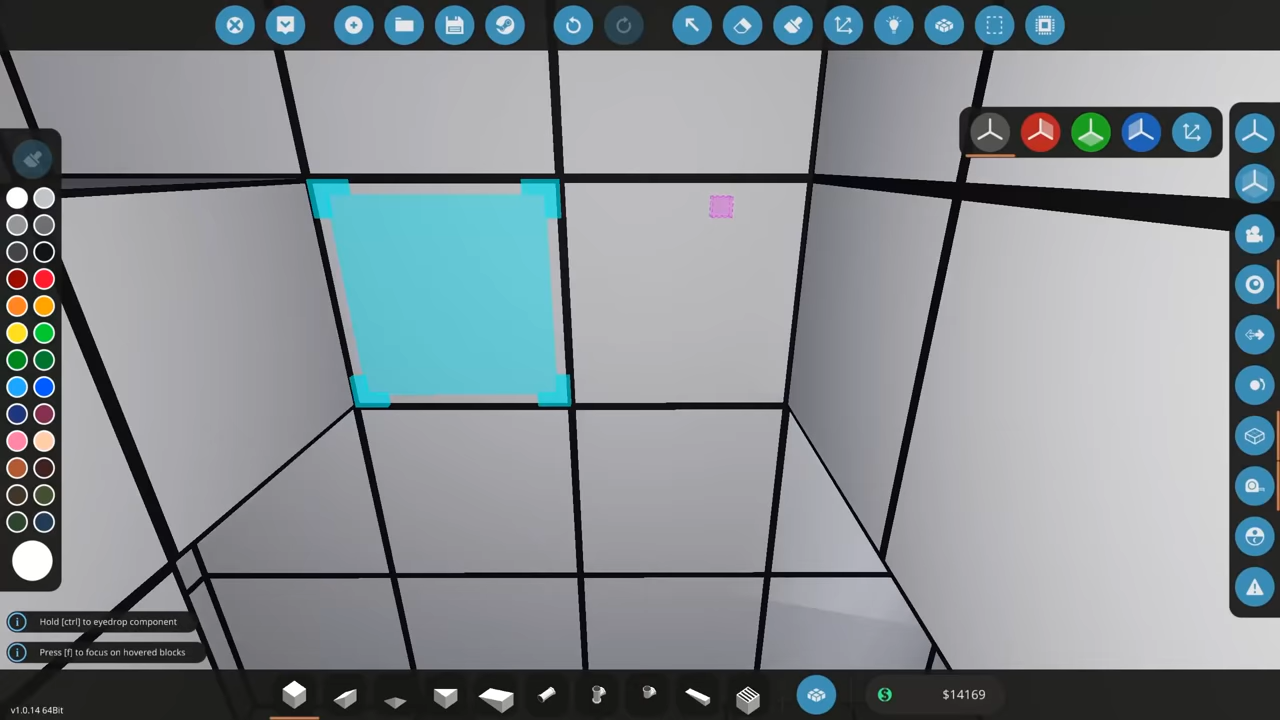 Hold [ctrl] to eyedrop component
Press [f] to focus on hovered blocks
$14169
v1.0.14 64Bit